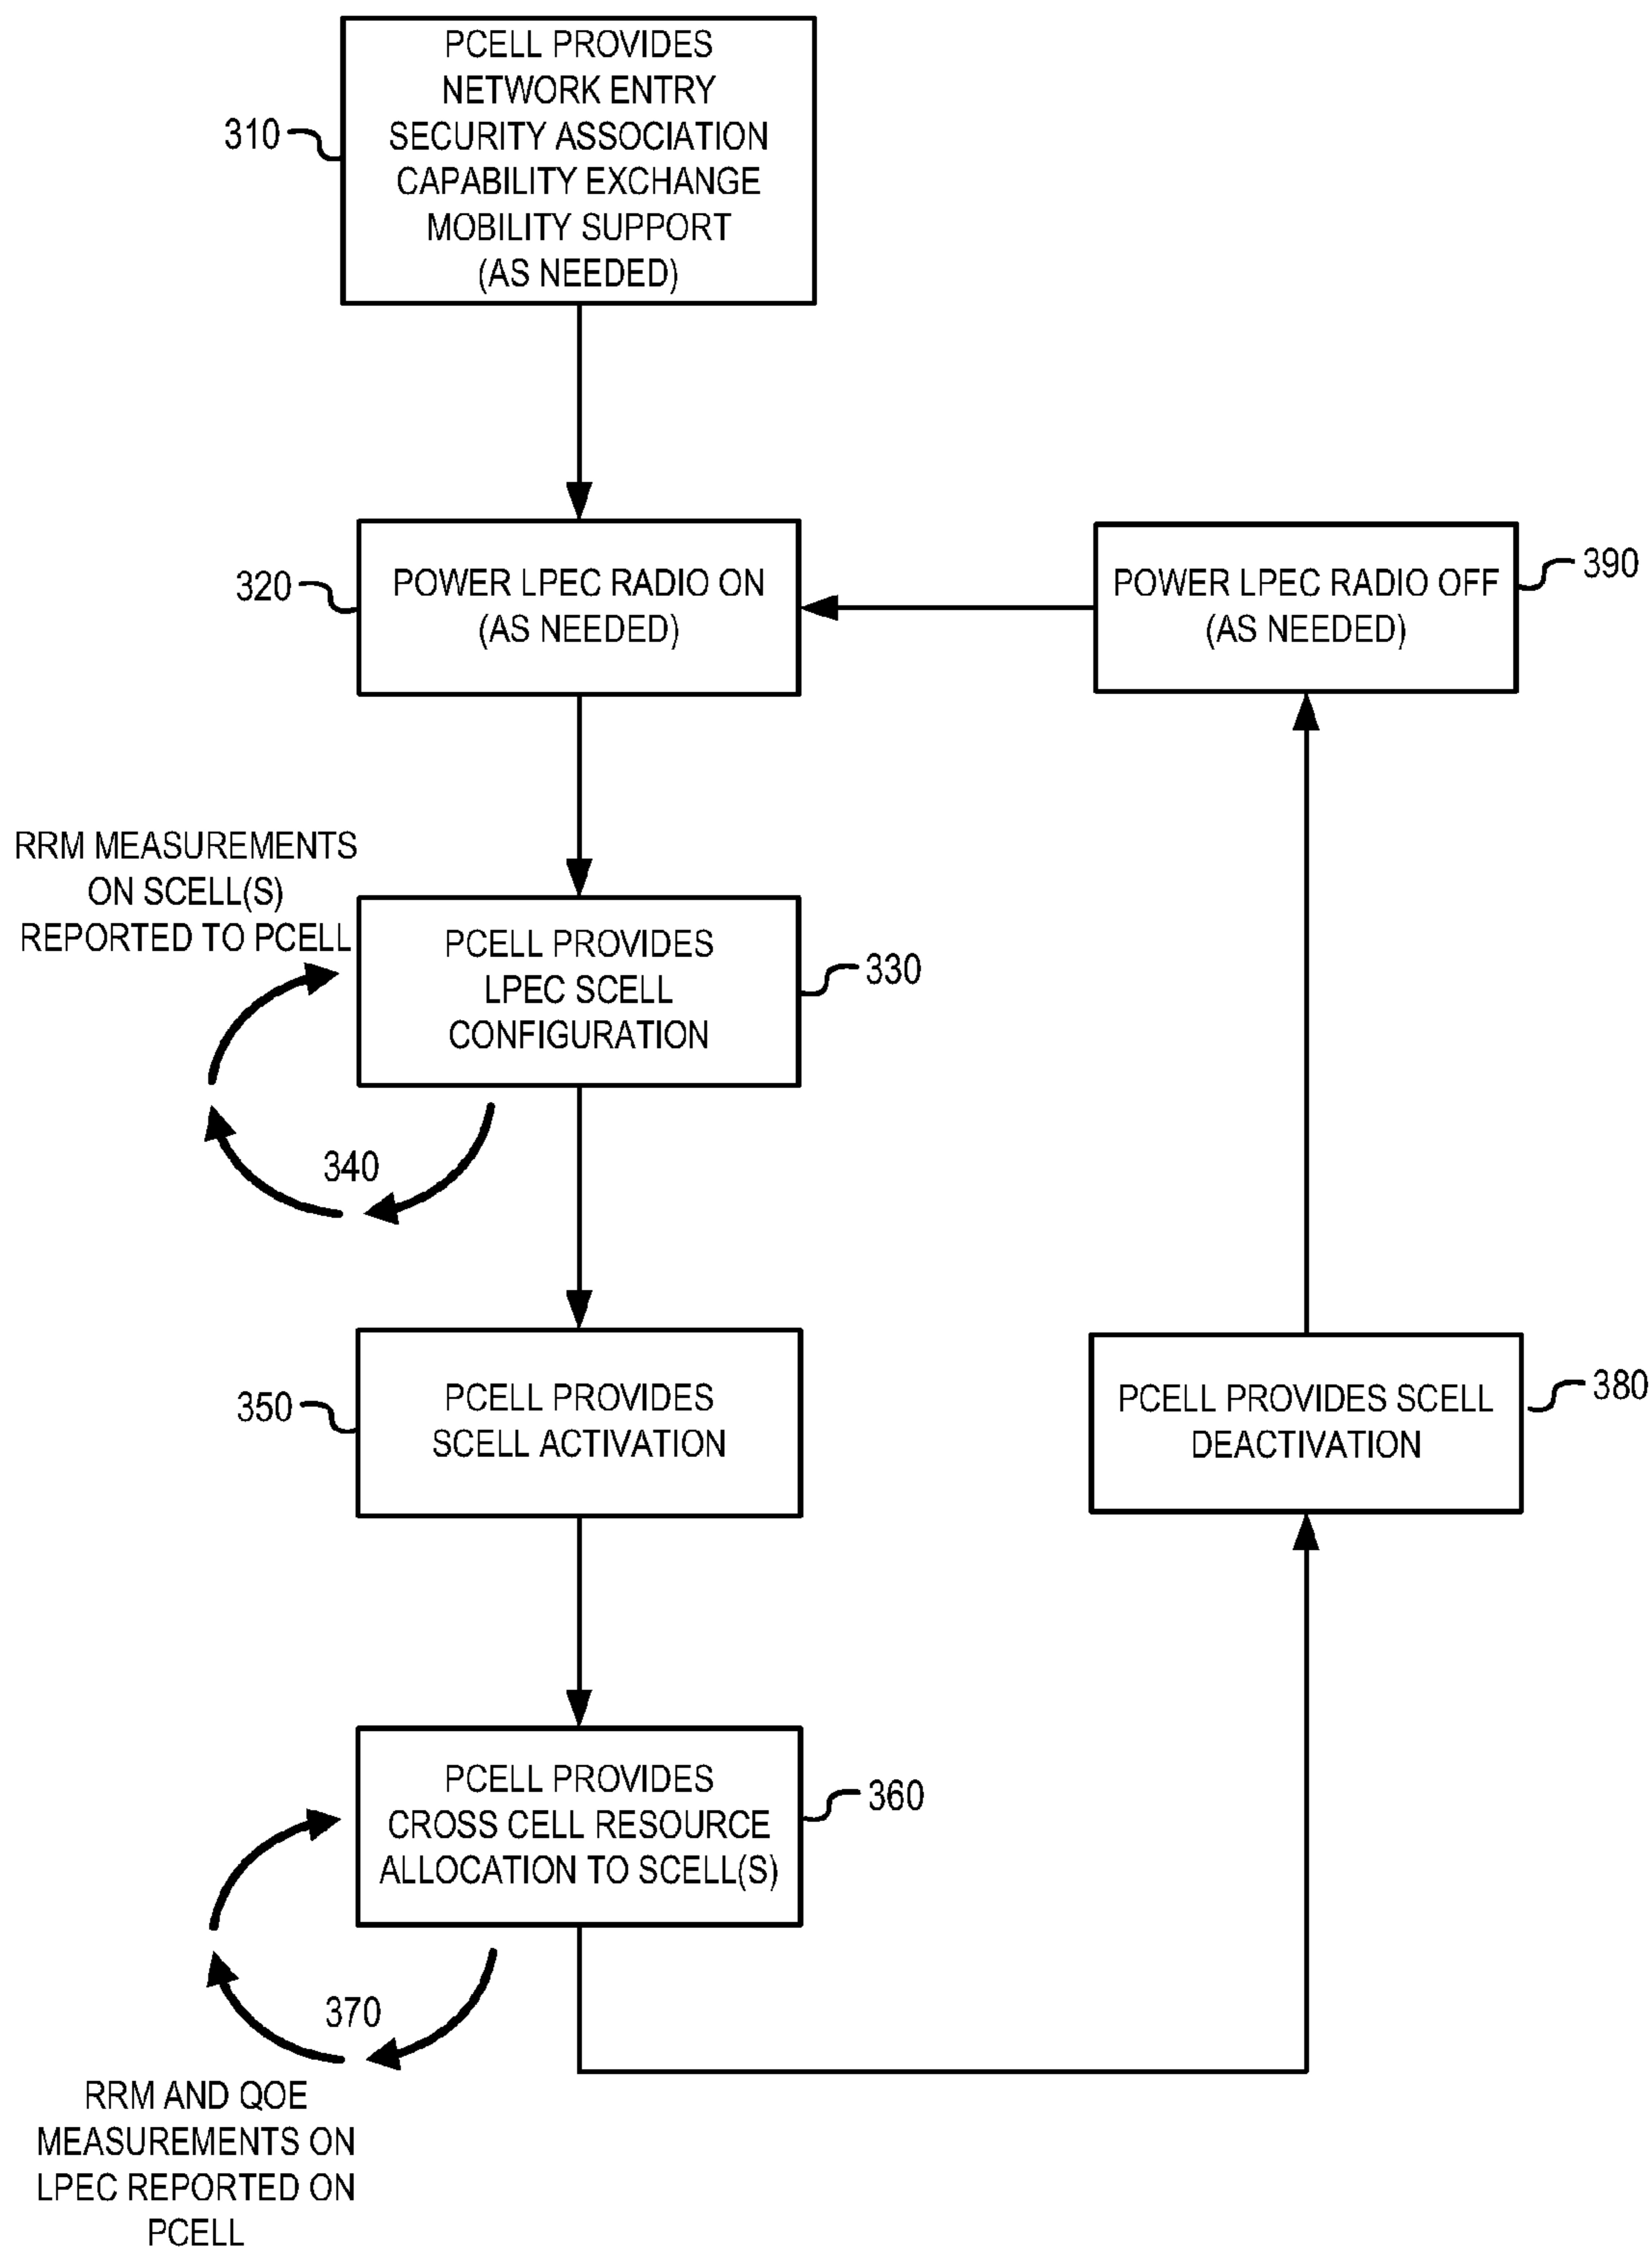 PCELL PROVIDES
NETWORK ENTRY
SECURITY ASSOCIATION
CAPABILITY EXCHANGE
MOBILITY SUPPORT
(AS NEEDED)
310
POWER LPEC RADIO ON
(AS NEEDED)
320
POWER LPEC RADIO OFF
(AS NEEDED)
390
RRM MEASUREMENTS
ON SCELL(S)
REPORTED TO PCELL
PCELL PROVIDES
LPEC SCELL
CONFIGURATION
330
340
PCELL PROVIDES
SCELL ACTIVATION
350
PCELL PROVIDES SCELL
DEACTIVATION
380
PCELL PROVIDES
CROSS CELL RESOURCE
ALLOCATION TO SCELL(S)
360
370
RRM AND QOE
MEASUREMENTS ON
LPEC REPORTED ON
PCELL